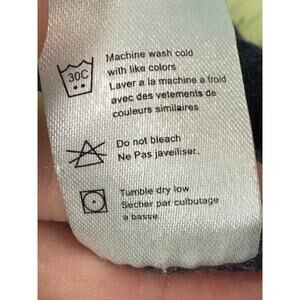 Machine wash cold
30C
with like colors
Laver a la machine a froid
avec des vetements de
couleurs similaires
Do not bleach
Ne Pas javeiliser.
Tumble dry low
Secher par culbutage
a basse